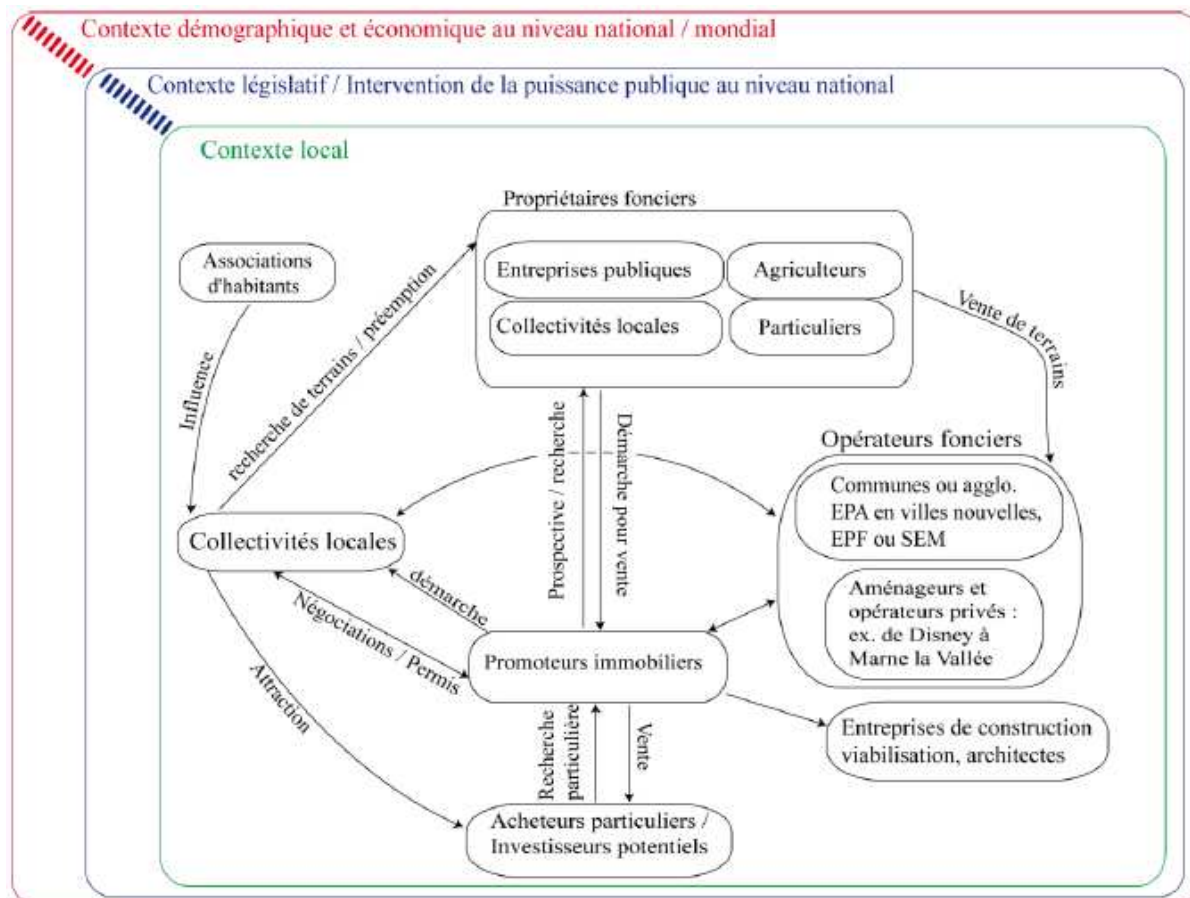 Contexte démographique et économique au niveau national / mondial
Contexte législatif / Intervention de la puissance publique au niveau national
Contexte local
Propriétaires fonciers
Associations
d'habitants
Entreprises publiques
Agriculteurs
Collectivités locales
Particuliers
Influence
recherche de terrains / préemption
Vente de terrains
Prospective / recherche
Démarche pour vente
Opérateurs fonciers
Communes ou agglo.
EPA en villes nouvelles,
EPF ou SEM
Collectivités locales
démarche
Négociations / Permis
Aménageurs et
opérateurs privés :
ex. de Disney à
Marne la Vallée
Promoteurs immobiliers
Attraction
Recherche
particulière
Vente
Entreprises de construction
viabilisation, architectes
Acheteurs particuliers /
Investisseurs potentiels